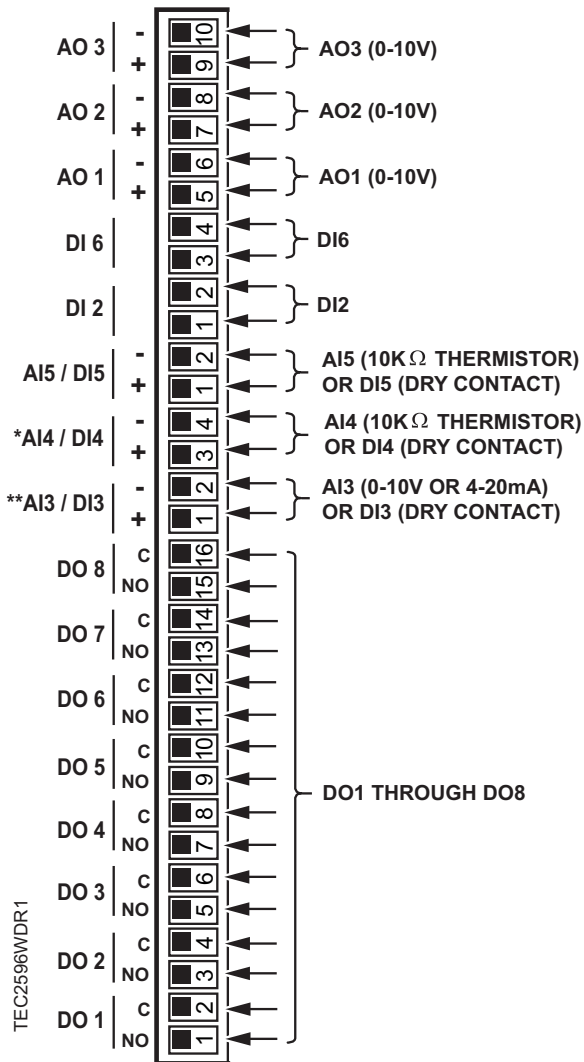 AO 3 - 10 AO3 (0-10V)
+ 9
AO 2 - 8 AO2 (0-10V)
+ 7
AO 1 - 6 AO1 (0-10V)
+ 5
DI 6 4 DI6
3
DI 2 2 DI2
1
AI5 / DI5 - 2 AI5 (10KΩ THERMISTOR)
+ 1 OR DI5 (DRY CONTACT)
*AI4 / DI4 - 4 AI4 (10KΩ THERMISTOR)
+ 3 OR DI4 (DRY CONTACT)
**AI3 / DI3 - 2 AI3 (0-10V OR 4-20mA)
+ 1 OR DI3 (DRY CONTACT)
DO 8 C 16
NO 15
DO 7 C 14
NO 13
DO 6 C 12
NO 11
DO 5 C 10
NO 9
DO1 THROUGH DO8
DO 4 C 8
NO 7
DO 3 C 6
NO 5
DO 2 C 4
NO 3
DO 1 C 2
NO 1
TEC2596WDR1